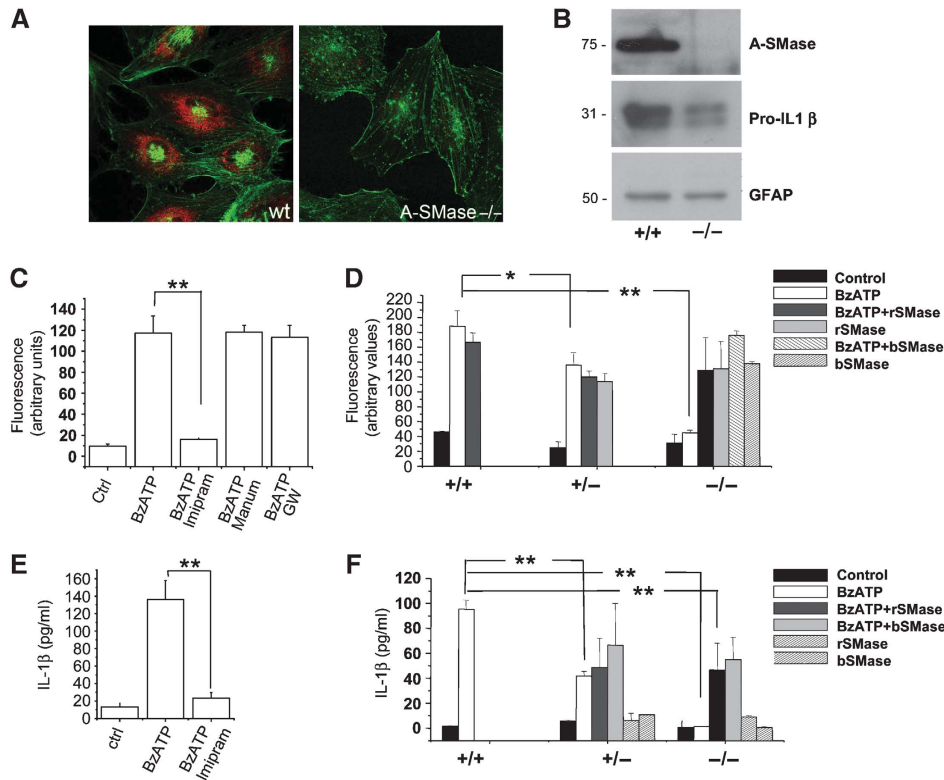 A
wt
A-SMase –/–
B
75 -
A-SMase
31 -
Pro-IL1 β
50 -
GFAP
+/+
–/–
C
**
Fluorescence
(arbitrary units)
120
100
80
60
40
20
0
Ctrl
BzATP
BzATP
Imipram
BzATP
Manum
BzATP
GW
D
*
**
Fluorescence
(arbitrary values)
220
200
180
160
140
120
100
80
60
40
20
0
+/+
+/–
–/–
Control
BzATP
BzATP+rSMase
rSMase
BzATP+bSMase
bSMase
E
**
IL-1β (pg/ml)
160
140
120
100
80
60
40
20
0
ctrl
BzATP
BzATP
Imipram
F
**
**
**
IL-1β (pg/ml)
120
100
80
60
40
20
0
+/+
+/–
–/–
Control
BzATP
BzATP+rSMase
BzATP+bSMase
rSMase
bSMase